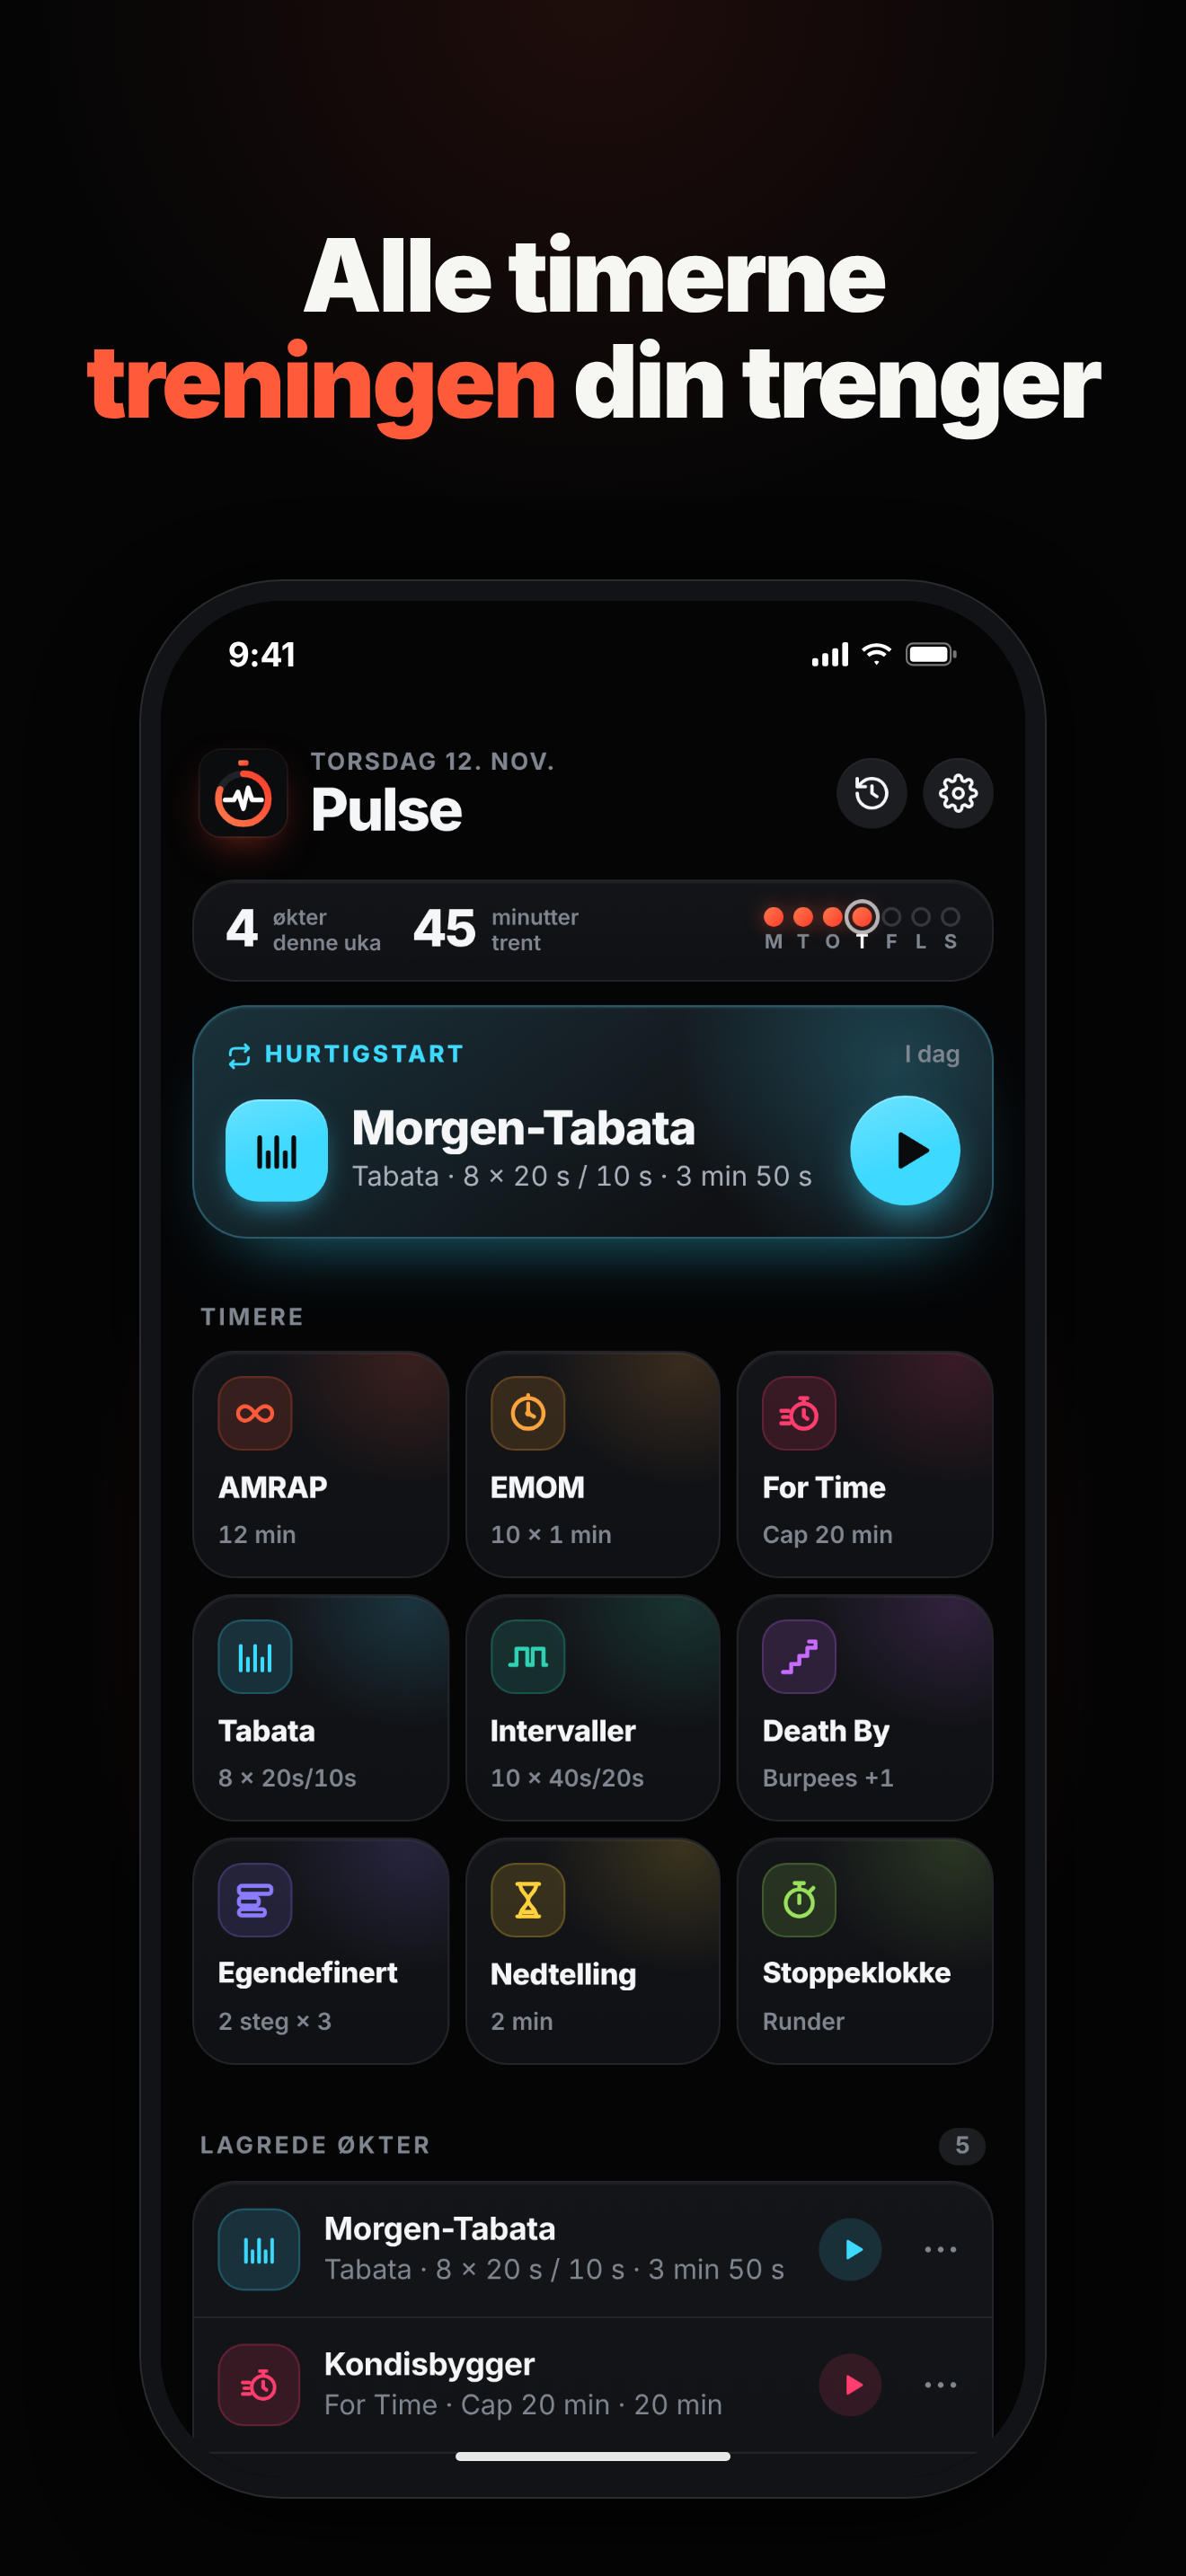 Alle timerne
treningen din trenger
9:41
TORSDAG 12. NOV.
Pulse
4 økter
denne uka
45 minutter
trent
M T O T F L S
HURTIGSTART
I dag
Morgen-Tabata
Tabata · 8 × 20 s / 10 s · 3 min 50 s
TIMERE
AMRAP
12 min
EMOM
10 × 1 min
For Time
Cap 20 min
Tabata
8 × 20s/10s
Intervaller
10 × 40s/20s
Death By
Burpees +1
Egendefinert
2 steg × 3
Nedtelling
2 min
Stoppeklokke
Runder
LAGREDE ØKTER
5
Morgen-Tabata
Tabata · 8 × 20 s / 10 s · 3 min 50 s
Kondisbygger
For Time · Cap 20 min · 20 min